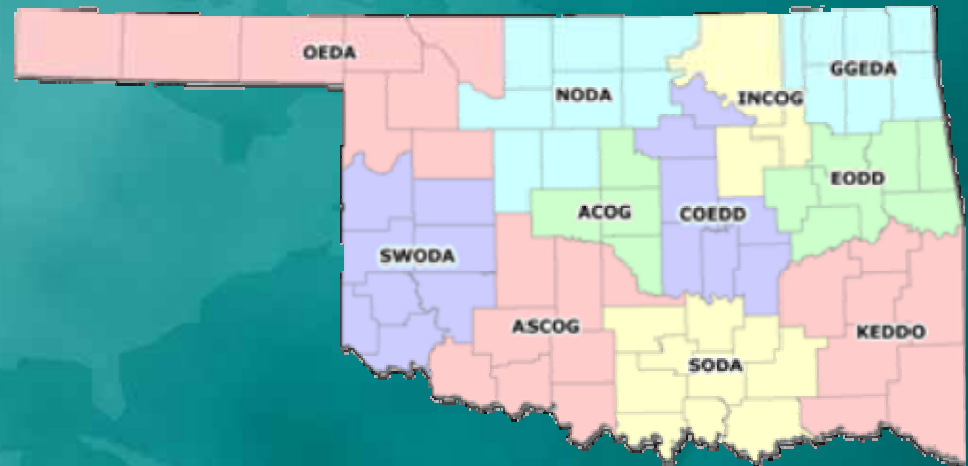 OEDA
GGEDA
NODA
INCOG
EODD
ACOG
COEDD
SWODA
ASCOG
KEDDO
SODA